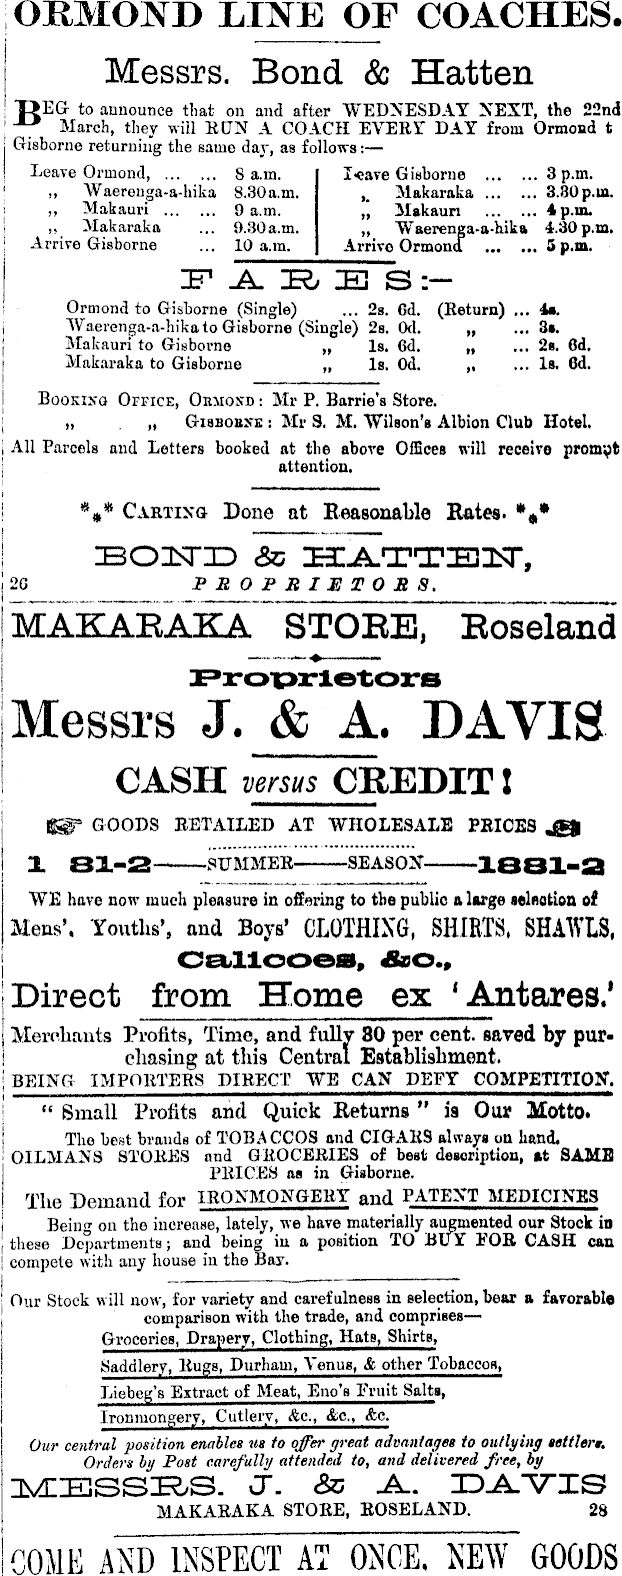 ORMOND LINE OF COACHES.
Messrs. Bond & Hatten
BEG to announce that on and after WEDNESDAY NEXT, the 22nd
March, they will RUN A COACH EVERY DAY from Ormond t
Gisborne returning the same day, as follows:—
Leave Ormond, ... ... 8 a.m.
„ Waerenga-a-hika 8.30 a.m.
„ Makauri ... ... 9 a.m.
„ Makaraka ... 9.30 a.m.
Arrive Gisborne ... 10 a.m.
Leave Gisborne ... ... 3 p.m.
„ Makaraka ... ... 3.30 p.m.
„ Makauri ... ... 4 p.m.
„ Waerenga-a-hika 4.30 p.m.
Arrive Ormond ... ... 5 p.m.
FARES:—
Ormond to Gisborne (Single) ... 2s. 6d. (Return) ... 4s.
Waerenga-a-hika to Gisborne (Single) 2s. 0d. „ ... 3s.
Makauri to Gisborne „ 1s. 6d. „ ... 2s. 6d.
Makaraka to Gisborne „ 1s. 0d. „ ... 1s. 6d.
BOOKING OFFICE, ORMOND: Mr P. Barrie's Store.
„ „ GISBORNE: Mr S. M. Wilson's Albion Club Hotel.
All Parcels and Letters booked at the above Offices will receive prompt
attention.
*** CARTING Done at Reasonable Rates. ***
BOND & HATTEN,
26 PROPRIETORS.
MAKARAKA STORE, Roseland
Proprietors
Messrs J. & A. DAVIS
CASH versus CREDIT!
GOODS RETAILED AT WHOLESALE PRICES
1 81-2——SUMMER——SEASON——1881-2
WE have now much pleasure in offering to the public a large selection of
Mens', Youths', and Boys' CLOTHING, SHIRTS, SHAWLS,
Calicoes, &c.,
Direct from Home ex 'Antares.'
Merchants Profits, Time, and fully 30 per cent. saved by pur-
chasing at this Central Establishment.
BEING IMPORTERS DIRECT WE CAN DEFY COMPETITION.
"Small Profits and Quick Returns" is Our Motto.
The best brands of TOBACCOS and CIGARS always on hand.
OILMANS STORES and GROCERIES of best description, at SAME
PRICES as in Gisborne.
The Demand for IRONMONGERY and PATENT MEDICINES
Being on the increase, lately, we have materially augmented our Stock in
these Departments; and being in a position TO BUY FOR CASH can
compete with any house in the Bay.
Our Stock will now, for variety and carefulness in selection, bear a favorable
comparison with the trade, and comprises—
Groceries, Drapery, Clothing, Hats, Shirts,
Saddlery, Rugs, Durham, Venus, & other Tobaccos,
Liebeg's Extract of Meat, Eno's Fruit Salts,
Ironmongery, Cutlery, &c., &c., &c.
Our central position enables us to offer great advantages to outlying settlers.
Orders by Post carefully attended to, and delivered free, by
MESSRS. J. & A. DAVIS
MAKARAKA STORE, ROSELAND. 28
COME AND INSPECT AT ONCE. NEW GOODS